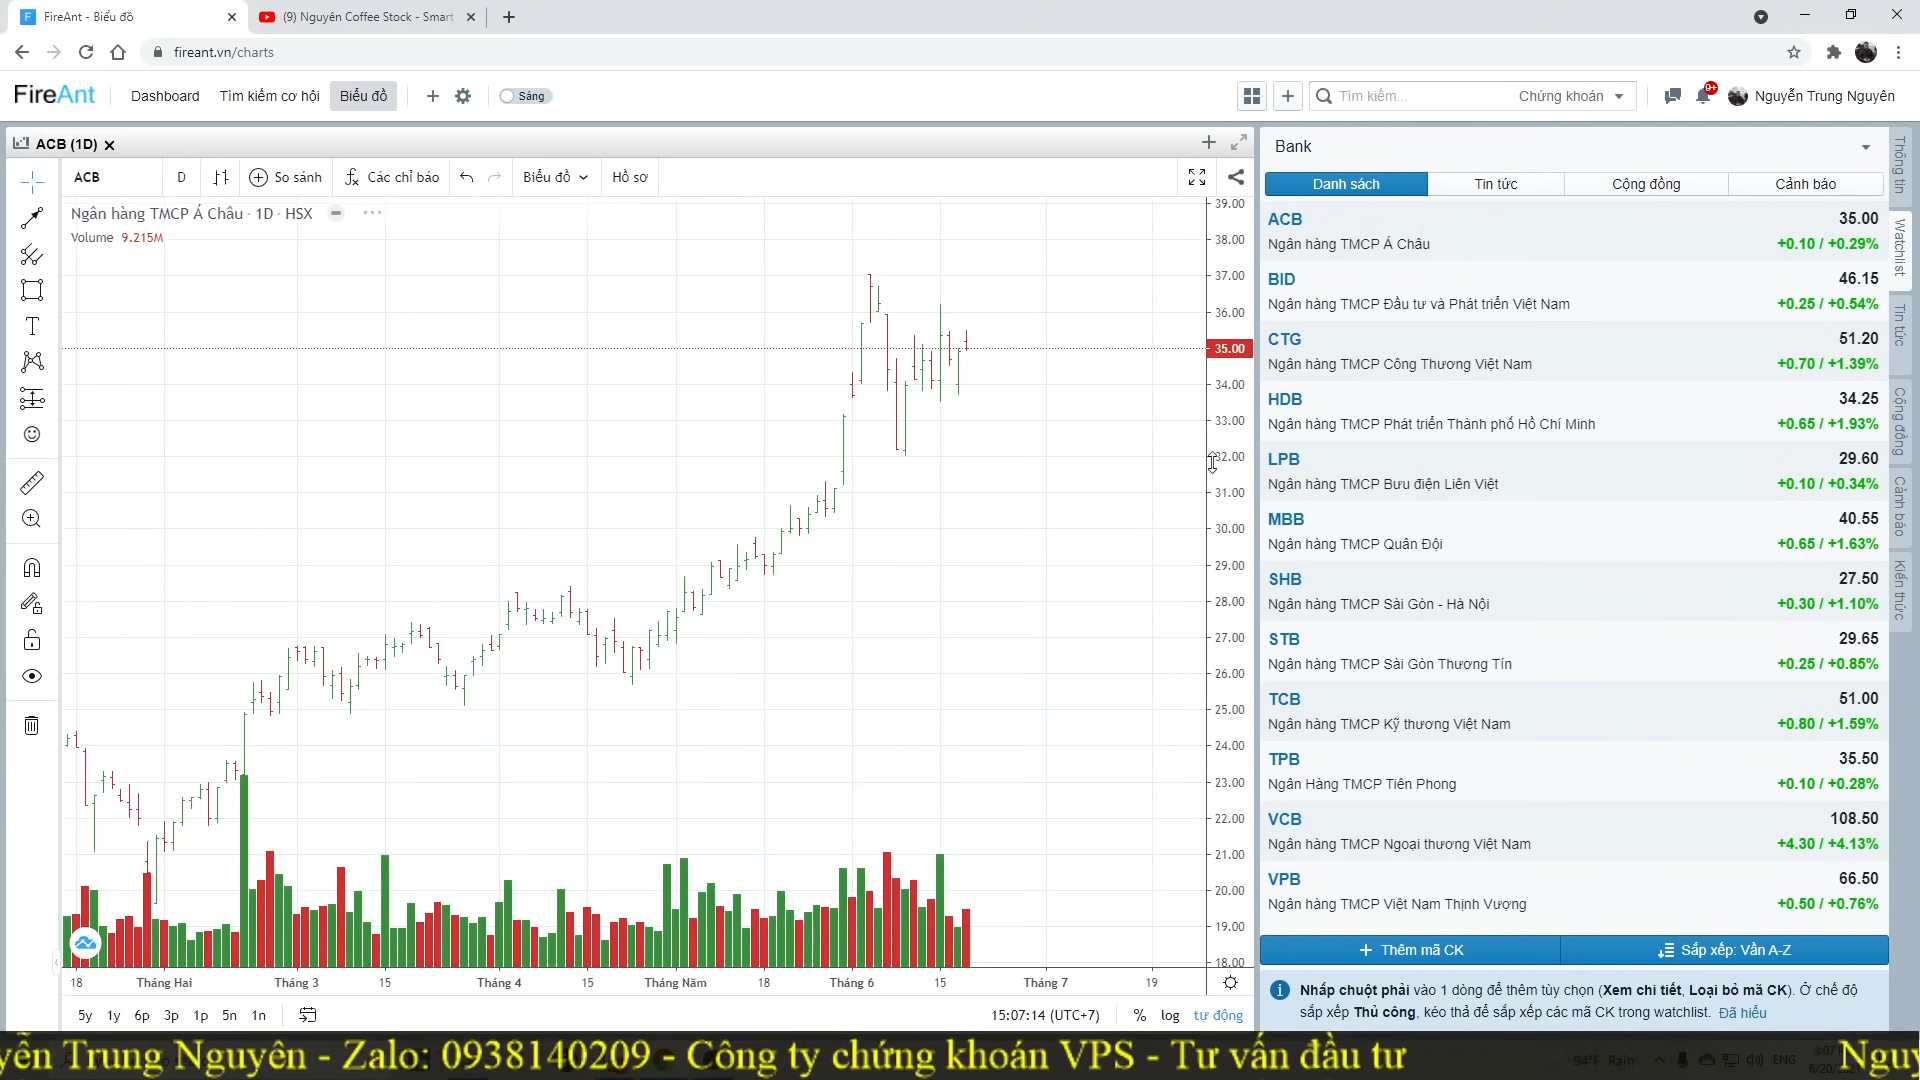 FireAnt - Biểu đồ
(9) Nguyên Coffee Stock - Smart
fireant.vn/charts
FireAnt
Dashboard
Tìm kiếm cơ hội
Biểu đồ
Sáng
Tìm kiếm...
Chứng khoán
9+
Nguyễn Trung Nguyên
ACB (1D)
ACB
D
So sánh
Các chỉ báo
Biểu đồ
Hồ sơ
Ngân hàng TMCP Á Châu · 1D · HSX
Volume 9.215M
39.00
38.00
37.00
36.00
35.00
34.00
33.00
32.00
31.00
30.00
29.00
28.00
27.00
26.00
25.00
24.00
23.00
22.00
21.00
20.00
19.00
18.00
18 Tháng Hai Tháng 3 15 Tháng 4 15 Tháng Năm 18 Tháng 6 15 Tháng 7 19
5y 1y 6p 3p 1p 5n 1n
15:07:14 (UTC+7)
% log tự động
Bank
Danh sách
Tin tức
Cộng đồng
Cảnh báo
ACB 35.00
Ngân hàng TMCP Á Châu +0.10 / +0.29%
BID 46.15
Ngân hàng TMCP Đầu tư và Phát triển Việt Nam +0.25 / +0.54%
CTG 51.20
Ngân hàng TMCP Công Thương Việt Nam +0.70 / +1.39%
HDB 34.25
Ngân hàng TMCP Phát triển Thành phố Hồ Chí Minh +0.65 / +1.93%
LPB 29.60
Ngân hàng TMCP Bưu điện Liên Việt +0.10 / +0.34%
MBB 40.55
Ngân hàng TMCP Quân Đội +0.65 / +1.63%
SHB 27.50
Ngân hàng TMCP Sài Gòn - Hà Nội +0.30 / +1.10%
STB 29.65
Ngân hàng TMCP Sài Gòn Thương Tín +0.25 / +0.85%
TCB 51.00
Ngân hàng TMCP Kỹ thương Việt Nam +0.80 / +1.59%
TPB 35.50
Ngân Hàng TMCP Tiên Phong +0.10 / +0.28%
VCB 108.50
Ngân hàng TMCP Ngoại thương Việt Nam +4.30 / +4.13%
VPB 66.50
Ngân hàng TMCP Việt Nam Thịnh Vượng +0.50 / +0.76%
Thêm mã CK
Sắp xếp: Vần A-Z
Nhấp chuột phải vào 1 dòng để thêm tùy chọn (Xem chi tiết, Loại bỏ mã CK). Ở chế độ
sắp xếp Thủ công, kéo thả để sắp xếp các mã CK trong watchlist. Đã hiểu
Thông tin
Watchlist
Tin tức
Cộng đồng
Cảnh báo
Kiến thức
yễn Trung Nguyên - Zalo: 0938140209 - Công ty chứng khoán VPS - Tư vấn đầu tư
94°F Rain
ENG
6/20/2021
Nguy